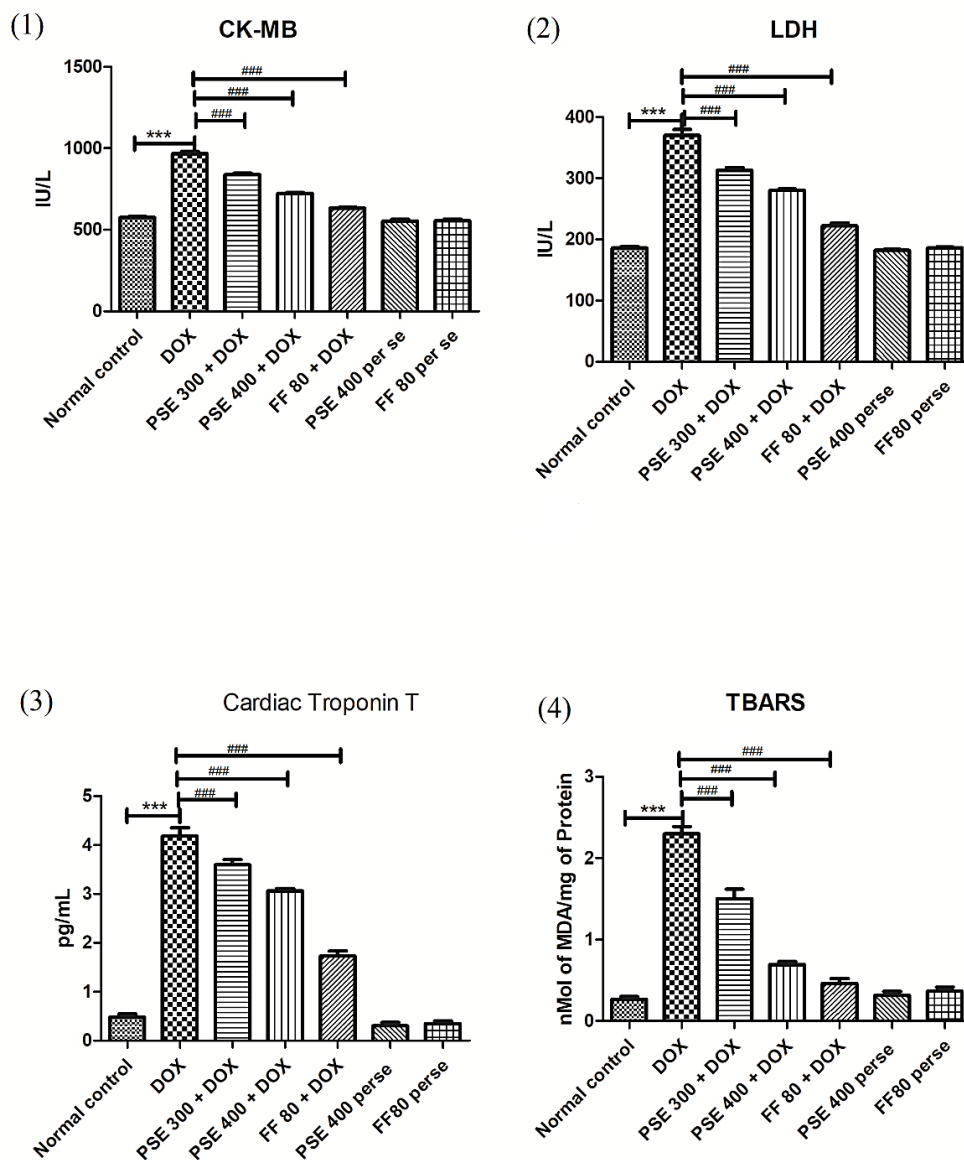 (1)
CK-MB
###
###
###
***
1500
1000
500
0
IU/L
Normal control
DOX
PSE 300 + DOX
PSE 400 + DOX
FF 80 + DOX
PSE 400 per se
FF 80 per se
(2)
LDH
###
###
###
***
400
300
200
100
0
IU/L
Normal control
DOX
PSE 300 + DOX
PSE 400 + DOX
FF 80 + DOX
PSE 400 perse
FF80 perse
(3)
Cardiac Troponin T
###
###
###
***
5
4
3
2
1
0
pg/mL
Normal control
DOX
PSE 300 + DOX
PSE 400 + DOX
FF 80 + DOX
PSE 400 perse
FF80 perse
(4)
TBARS
###
###
###
***
3
2
1
0
nMol of MDA/mg of Protein
Normal control
DOX
PSE 300 + DOX
PSE 400 + DOX
FF 80 + DOX
PSE 400 perse
FF80 perse